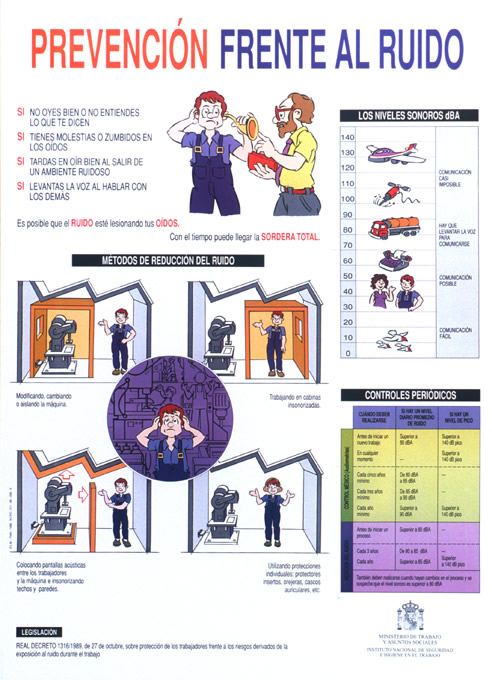 PREVENCIÓN FRENTE AL RUIDO
SI NO OYES BIEN O NO ENTIENDES
LO QUE TE DICEN
SI TIENES MOLESTIAS O ZUMBIDOS EN
LOS OÍDOS
SI TARDAS EN OÍR BIEN AL SALIR DE
UN AMBIENTE RUIDOSO
SI LEVANTAS LA VOZ AL HABLAR CON
LOS DEMAS
Es posible que el RUIDO esté lesionando tus OÍDOS.
Con el tiempo puede llegar la SORDERA TOTAL.
LOS NIVELES SONOROS dBA
140
130
120
110
100
90
80
70
60
50
40
30
20
10
0
COMUNICACIÓN
CASI
IMPOSIBLE
HAY QUE
LEVANTAR LA VOZ
PARA
COMUNICARSE
COMUNICACIÓN
POSIBLE
COMUNICACIÓN
FÁCIL
MÉTODOS DE REDUCCIÓN DEL RUIDO
Modificando, cambiando
o aislando la máquina.
Trabajando en cabinas
insonorizadas.
Colocando pantallas acústicas
entre los trabajadores
y la máquina e insonorizando
techos y paredes.
Utilizando protecciones
individuales: protectores
insertos, orejeras, cascos
auriculares, etc.
CONTROLES PERIÓDICOS
CUÁNDO DEBEN
REALIZARSE
SI HAY UN NIVEL
DIARIO PROMEDIO
DE RUIDO
SI HAY UN
NIVEL DE PICO
CONTROL MÉDICO (Audiometrías)
Antes de iniciar un
nuevo trabajo
Superior a
80 dBA
Superior a
140 dB pico
En cualquier
momento
—
Superior a
140 dB pico
Cada cinco años
mínimo
De 80 dBA
a 85 dBA
—
Cada tres años
mínimo
De 85 dBA
a 90 dBA
—
Cada año
mínimo
Superior a
90 dBA
Superior a
140 dB pico
Antes de iniciar un
proceso
Superior a 80 dBA
—
Cada 3 años
De 80 a 85 dBA
—
Cada año
Superior a 85 dBA
Superior
a 140 dB pico
También deben realizarse cuando hayan cambios en el proceso y se
sospeche que el nivel sonoro es superior a 80 dBA
LEGISLACIÓN
REAL DECRETO 1316/1989, de 27 de octubre, sobre protección de los trabajadores frente a los riesgos derivados de la
exposición al ruido durante el trabajo
MINISTERIO DE TRABAJO
Y ASUNTOS SOCIALES
INSTITUTO NACIONAL DE SEGURIDAD
E HIGIENE EN EL TRABAJO